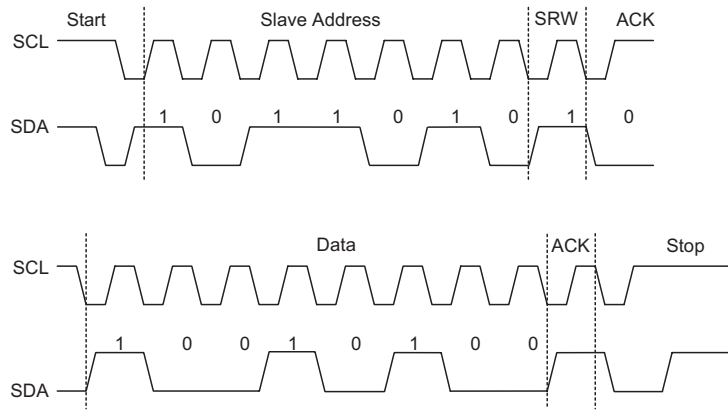 Start Slave Address SRW ACK
SCL
1 0 1 1 0 1 0 1 0
SDA
Data ACK Stop
SCL
1 0 0 1 0 1 0 0
SDA